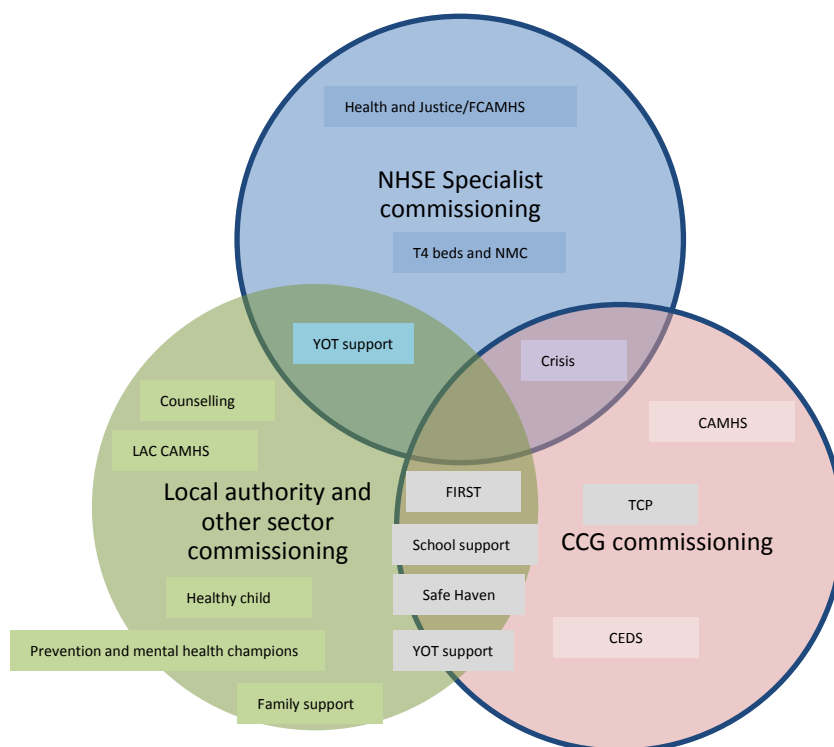 Health and Justice/FCAMHS
NHSE Specialist
commissioning
T4 beds and NMC
YOT support
Crisis
Counselling
CAMHS
LAC CAMHS
Local authority and
other sector
commissioning
FIRST
TCP
School support
CCG commissioning
Healthy child
Safe Haven
Prevention and mental health champions
YOT support
CEDS
Family support